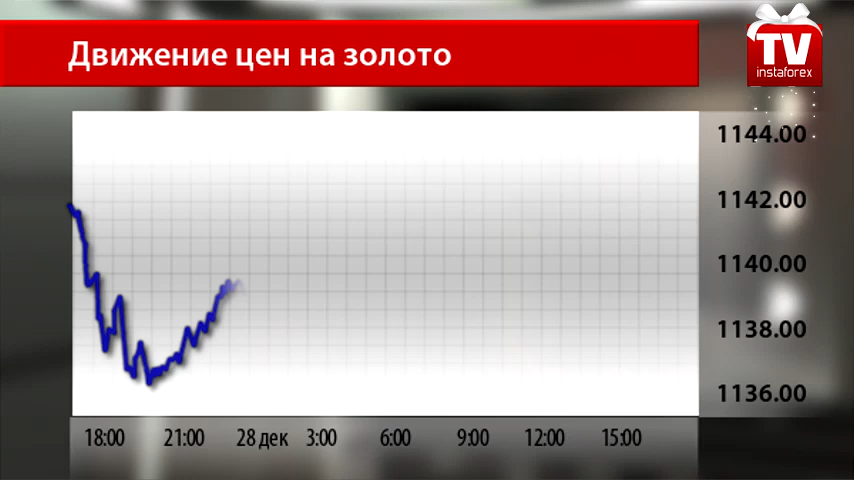 Движение цен на золото
TV
instaforex
1144.00
1142.00
1140.00
1138.00
1136.00
18:00 21:00 28 дек 3:00 6:00 9:00 12:00 15:00